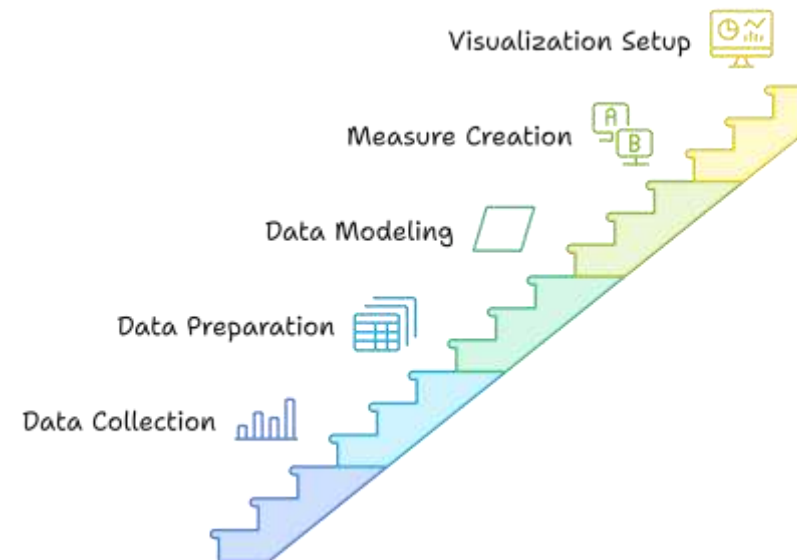 Visualization Setup
A
B
Measure Creation
Data Modeling
Data Preparation
Data Collection